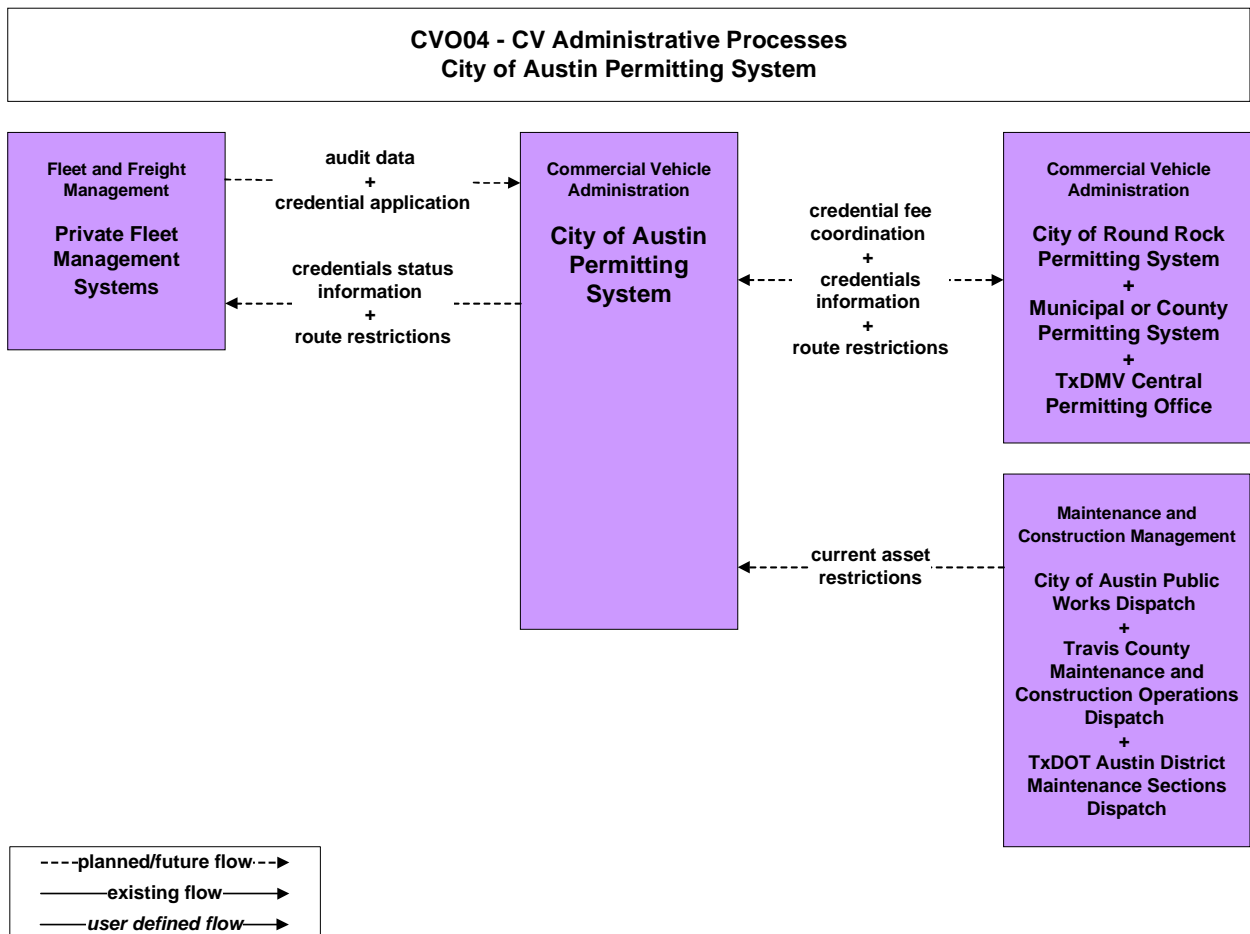 CVO04 - CV Administrative Processes
City of Austin Permitting System
Fleet and Freight
Management
Private Fleet
Management
Systems
audit data
+
credential application
credentials status
information
+
route restrictions
Commercial Vehicle
Administration
City of Austin
Permitting
System
credential fee
coordination
+
credentials
information
+
route restrictions
Commercial Vehicle
Administration
City of Round Rock
Permitting System
+
Municipal or County
Permitting System
+
TxDMV Central
Permitting Office
current asset
restrictions
Maintenance and
Construction Management
City of Austin Public
Works Dispatch
+
Travis County
Maintenance and
Construction Operations
Dispatch
+
TxDOT Austin District
Maintenance Sections
Dispatch
planned/future flow
existing flow
user defined flow